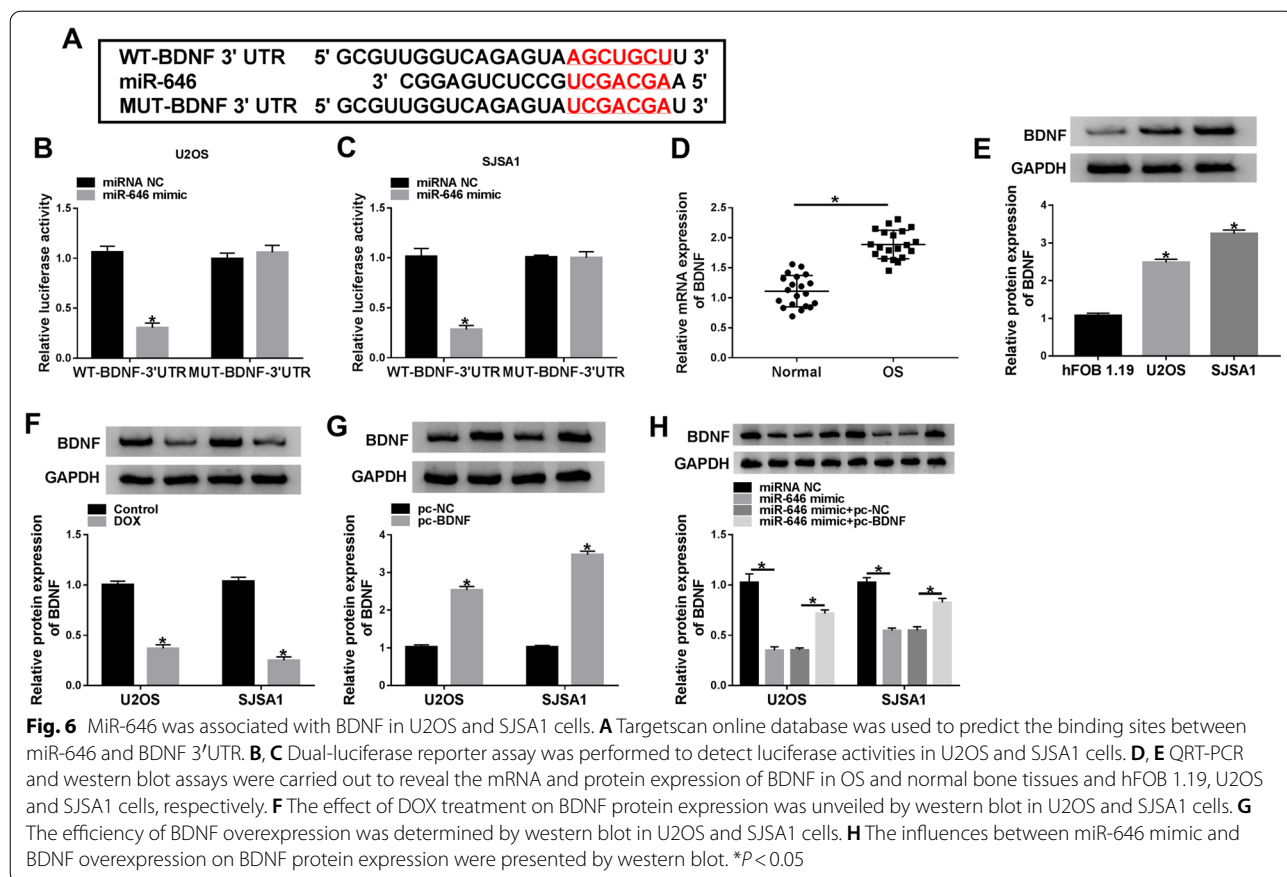 A
WT-BDNF 3' UTR 5' GCGUUGGUCAGAGUAAGCUGCUU 3'
miR-646 3' CGGAGUCUCCGUCGACGAA 5'
MUT-BDNF 3' UTR 5' GCGUUGGUCAGAGUAUCGACGAU 3'
B
U2OS
miRNA NC
miR-646 mimic
Relative luciferase activity
1.5
1.0
0.5
0.0
*
WT-BDNF-3'UTR MUT-BDNF-3'UTR
C
SJSA1
miRNA NC
miR-646 mimic
Relative luciferase activity
1.5
1.0
0.5
0.0
*
WT-BDNF-3'UTR MUT-BDNF-3'UTR
D
Relative mRNA expression
of BDNF
2.5
2.0
1.5
1.0
0.5
0.0
*
Normal OS
E
BDNF
GAPDH
Relative protein expression
of BDNF
4
3
2
1
0
*
*
hFOB 1.19 U2OS SJSA1
F
BDNF
GAPDH
Control
DOX
Relative protein expression
of BDNF
1.5
1.0
0.5
0.0
*
*
U2OS SJSA1
G
BDNF
GAPDH
pc-NC
pc-BDNF
Relative protein expression
of BDNF
4
3
2
1
0
*
*
U2OS SJSA1
H
BDNF
GAPDH
miRNA NC
miR-646 mimic
miR-646 mimic+pc-NC
miR-646 mimic+pc-BDNF
Relative protein expression
of BDNF
1.5
1.0
0.5
0.0
*
*
*
*
U2OS SJSA1
Fig. 6 MiR-646 was associated with BDNF in U2OS and SJSA1 cells. A Targetscan online database was used to predict the binding sites between
miR-646 and BDNF 3′UTR. B, C Dual-luciferase reporter assay was performed to detect luciferase activities in U2OS and SJSA1 cells. D, E QRT-PCR
and western blot assays were carried out to reveal the mRNA and protein expression of BDNF in OS and normal bone tissues and hFOB 1.19, U2OS
and SJSA1 cells, respectively. F The effect of DOX treatment on BDNF protein expression was unveiled by western blot in U2OS and SJSA1 cells. G
The efficiency of BDNF overexpression was determined by western blot in U2OS and SJSA1 cells. H The influences between miR-646 mimic and
BDNF overexpression on BDNF protein expression were presented by western blot. *P < 0.05